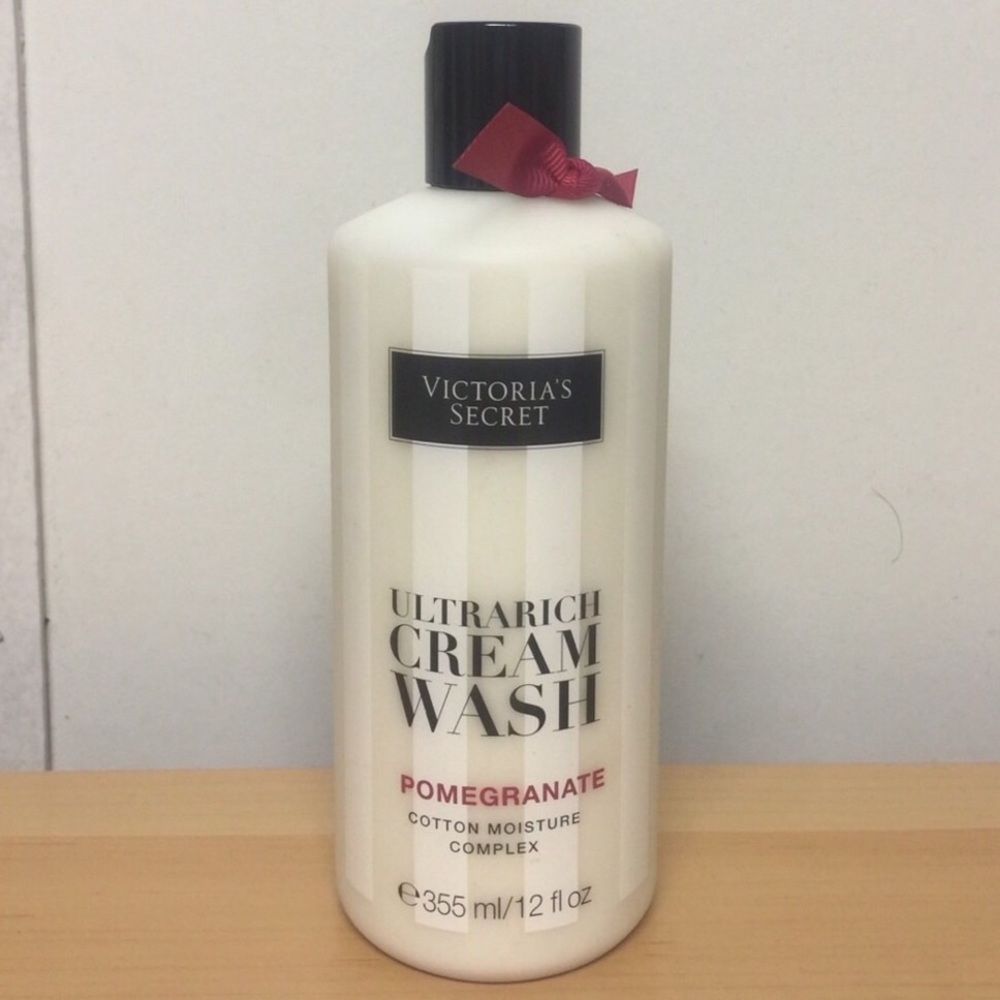 VICTORIA'S
SECRET
ULTRARICH
CREAM
WASH
POMEGRANATE
COTTON MOISTURE
COMPLEX
℮355 ml/12 fl oz